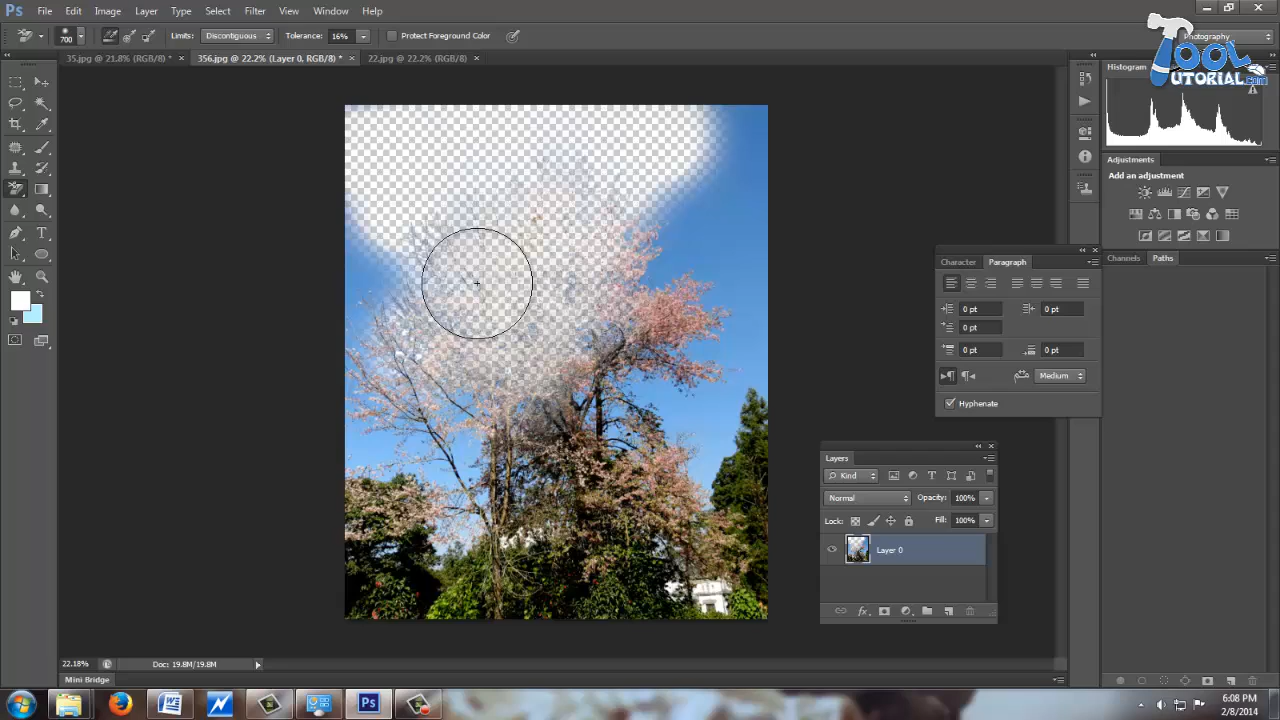 Ps File Edit Image Layer Type Select Filter View Window Help
700 Limits: Discontiguous Tolerance: 16% Protect Foreground Color Photography
TOOL
UTORIAL.com
35.jpg @ 21.8% (RGB/8) * × 356.jpg @ 22.2% (Layer 0, RGB/8) * × 22.jpg @ 22.2% (RGB/8) ×
Histogram
Adjustments
Add an adjustment
Channels Paths
Character Paragraph
0 pt 0 pt
0 pt
0 pt 0 pt
Medium
Hyphenate
Layers
Kind
Normal Opacity: 100%
Lock: Fill: 100%
Layer 0
fx
22.18% Doc: 19.8M/19.8M
Mini Bridge
6:08 PM
2/8/2014